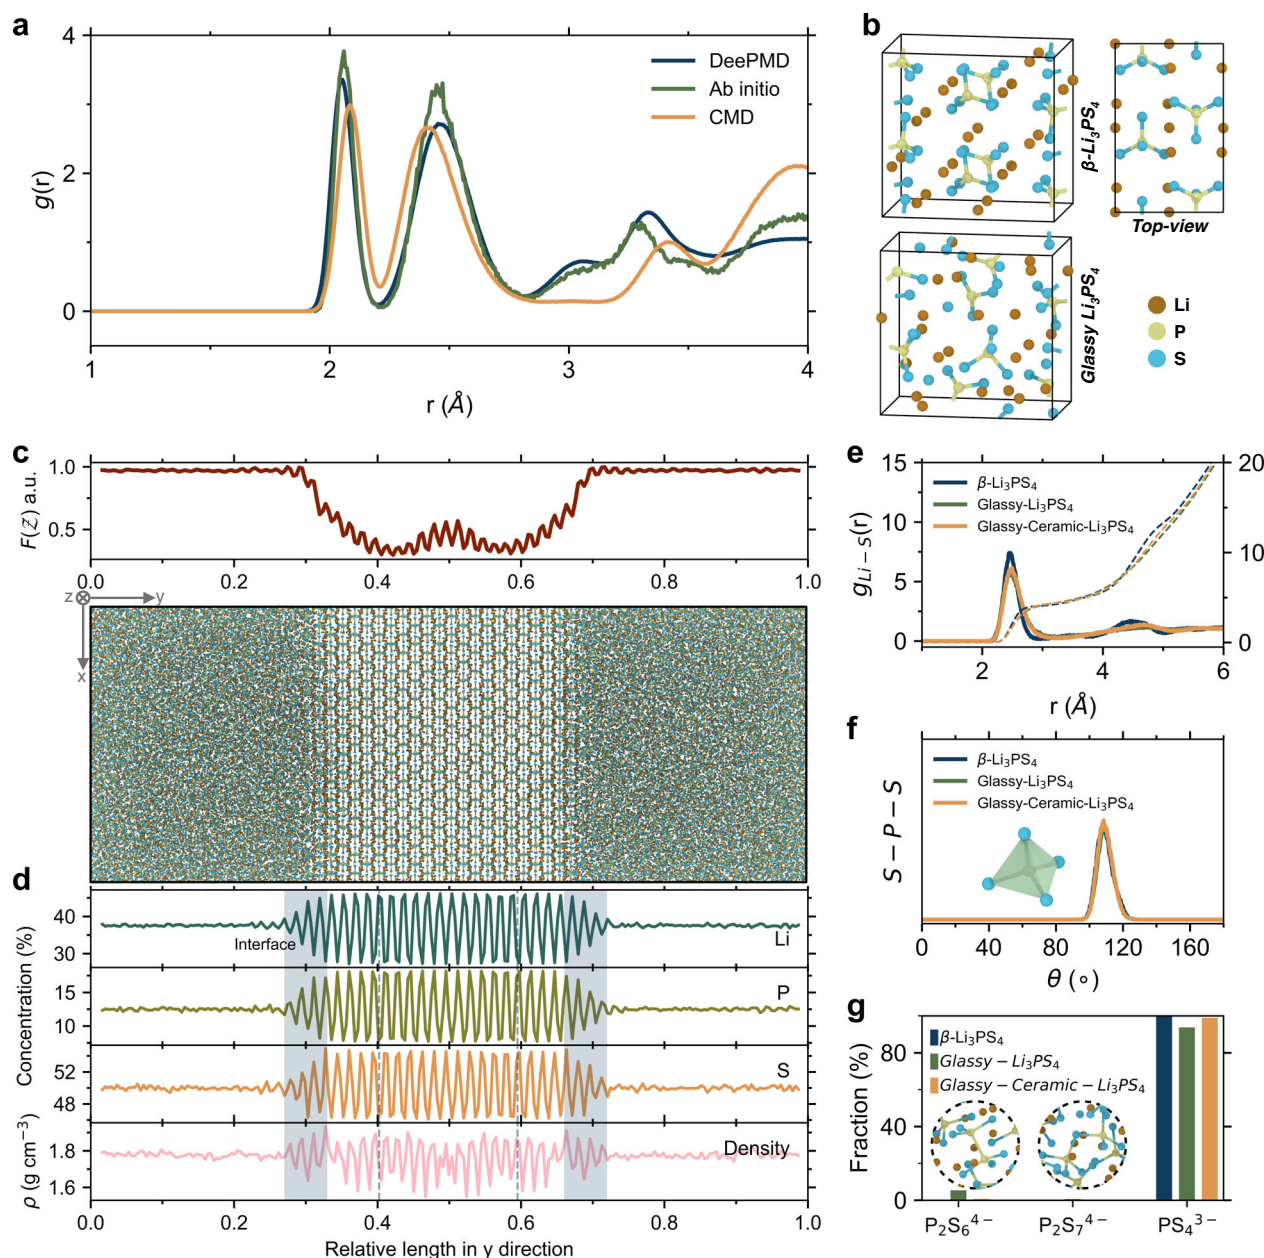 a
4
2
0
g(r)
DeePMD
Ab initio
CMD
1
2
3
4
r (Å)
b
β-Li₃PS₄
Top-view
Glassy Li₃PS₄
Li
P
S
c
1.0
0.5
F(Z) a.u.
0.0
0.2
0.4
0.6
0.8
1.0
z
y
x
d
Concentration (%)
40
30
Interface
Li
15
10
P
52
48
S
ρ (g cm⁻³)
1.8
1.6
Density
0.0
0.2
0.4
0.6
0.8
1.0
Relative length in y direction
e
15
10
5
0
g_{Li−S}(r)
β-Li₃PS₄
Glassy-Li₃PS₄
Glassy-Ceramic-Li₃PS₄
20
10
0
2
4
6
r (Å)
f
S − P − S
β-Li₃PS₄
Glassy-Li₃PS₄
Glassy-Ceramic-Li₃PS₄
0
40
80
120
160
θ (∘)
g
Fraction (%)
80
40
0
β-Li₃PS₄
Glassy − Li₃PS₄
Glassy − Ceramic − Li₃PS₄
P₂S₆⁴⁻
P₂S₇⁴⁻
PS₄³⁻